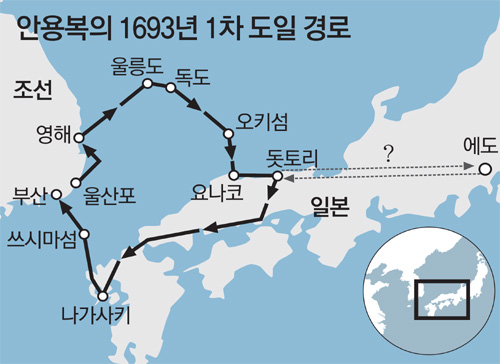 안용복의 1693년 1차 도일 경로
울릉도
독도
조선
영해
오키섬
?
에도
돗토리
부산
울산포
요나코
일본
쓰시마섬
나가사키